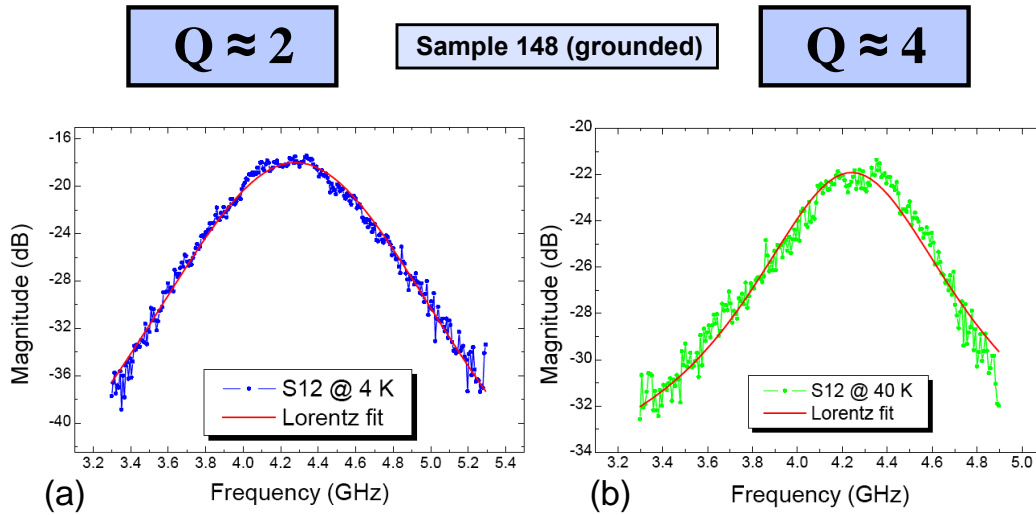 Q ≈ 2
Sample 148 (grounded)
Q ≈ 4
-16
-20
-24
-28
-32
-36
-40
Magnitude (dB)
S12 @ 4 K
Lorentz fit
3.2 3.4 3.6 3.8 4.0 4.2 4.4 4.6 4.8 5.0 5.2 5.4
(a)
Frequency (GHz)
-20
-22
-24
-26
-28
-30
-32
-34
Magnitude (dB)
S12 @ 40 K
Lorentz fit
3.2 3.4 3.6 3.8 4.0 4.2 4.4 4.6 4.8 5.0
(b)
Frequency (GHz)